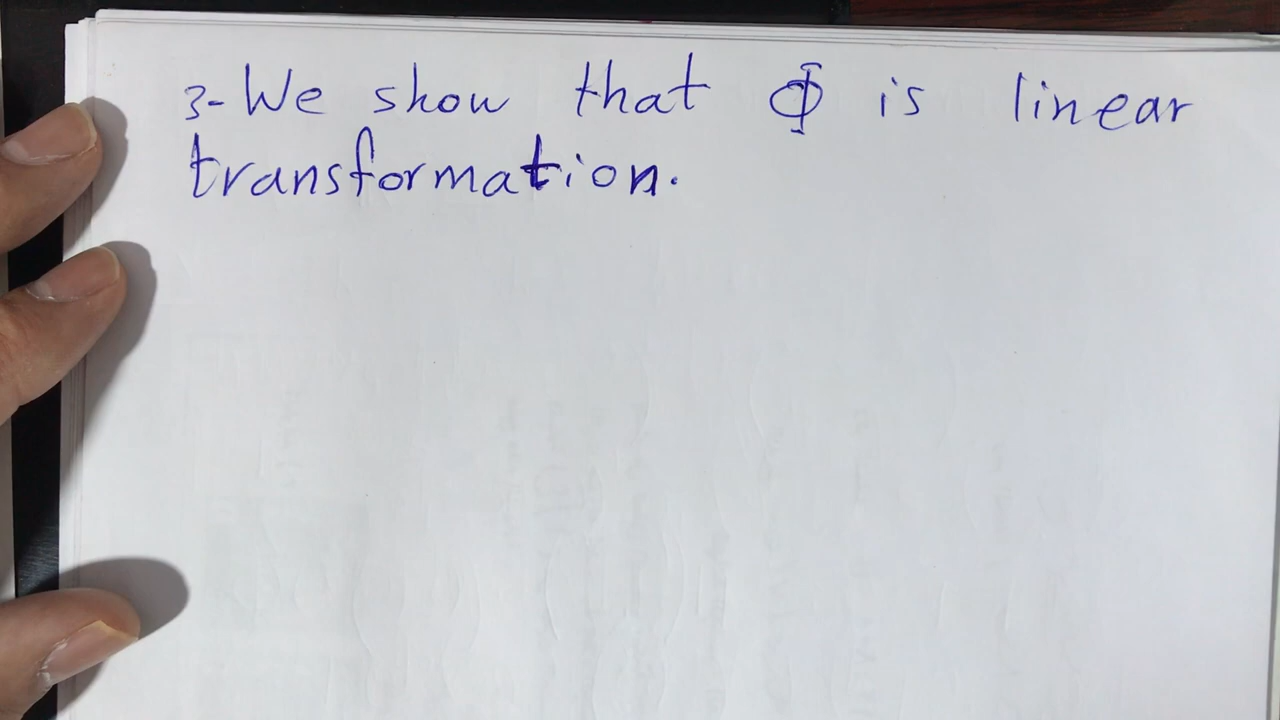 3- We show that Φ is linear
transformation.